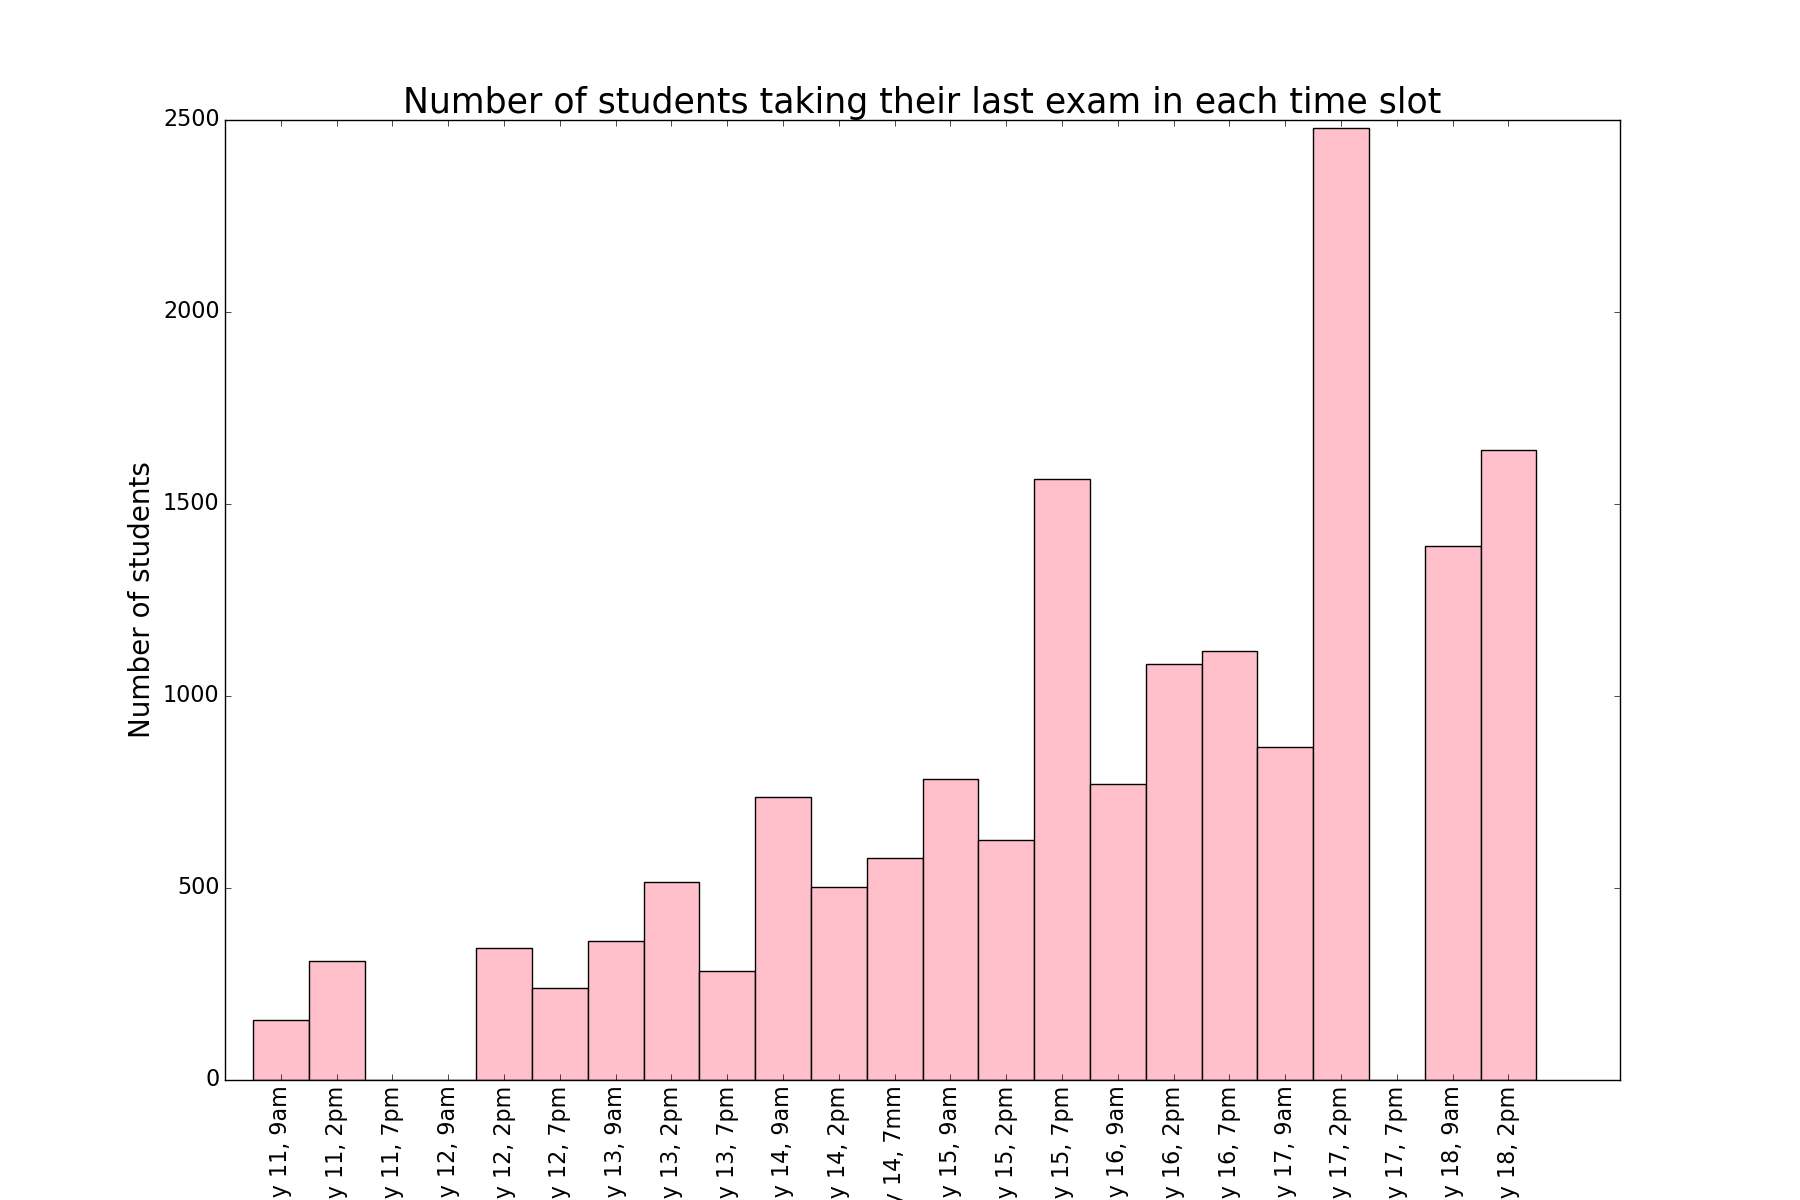 Number of students taking their last exam in each time slot
Number of students
2500
2000
1500
1000
500
0
y 11, 9am
y 11, 2pm
y 11, 7pm
y 12, 9am
y 12, 2pm
y 12, 7pm
y 13, 9am
y 13, 2pm
y 13, 7pm
y 14, 9am
y 14, 2pm
y 14, 7mm
y 15, 9am
y 15, 2pm
y 15, 7pm
y 16, 9am
y 16, 2pm
y 16, 7pm
y 17, 9am
y 17, 2pm
y 17, 7pm
y 18, 9am
y 18, 2pm